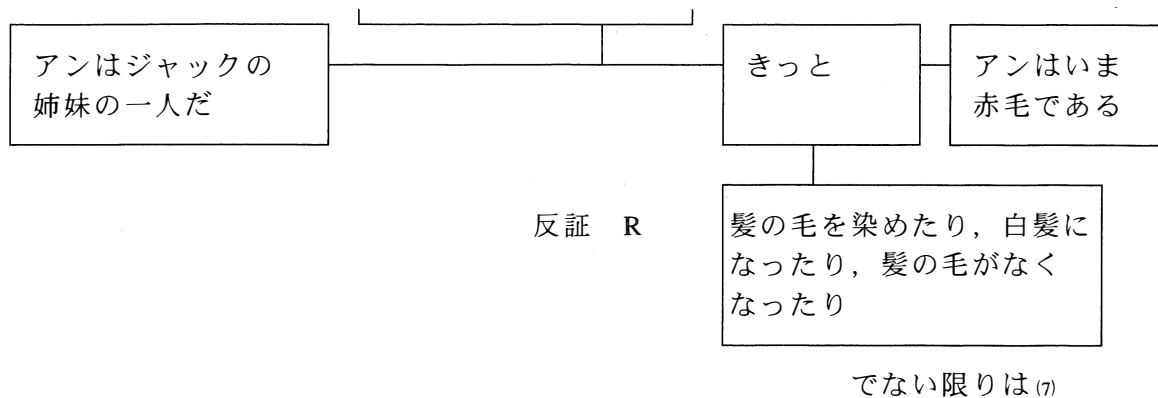 アンはジャックの
姉妹の一人だ
きっと
アンはいま
赤毛である
反証 R
髪の毛を染めたり，白髪に
なったり，髪の毛がなく
なったり
でない限りは(7)